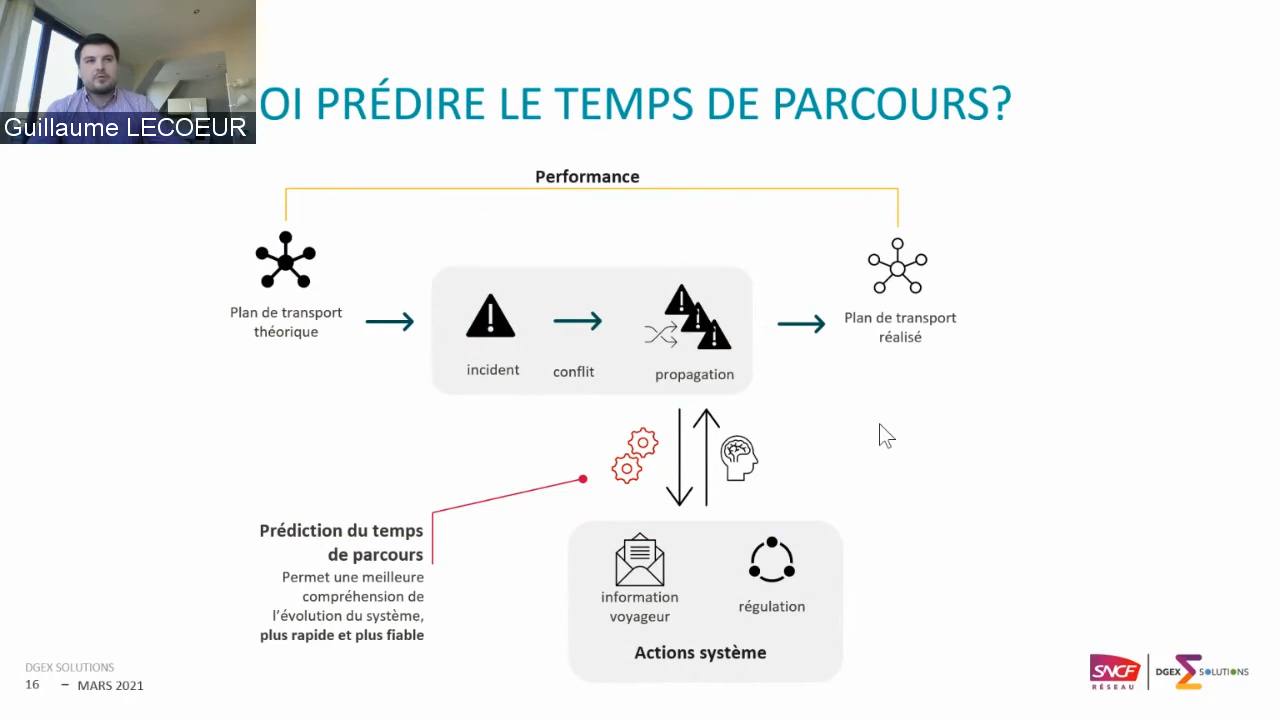 Guillaume LECOEUR
OI PRÉDIRE LE TEMPS DE PARCOURS?
Performance
Plan de transport
théorique
incident
conflit
propagation
Plan de transport
réalisé
Prédiction du temps
de parcours
Permet une meilleure
compréhension de
l'évolution du système,
plus rapide et plus fiable
information
voyageur
régulation
Actions système
DGEX SOLUTIONS
16 – MARS 2021
SNCF
RÉSEAU
DGEX SOLUTIONS